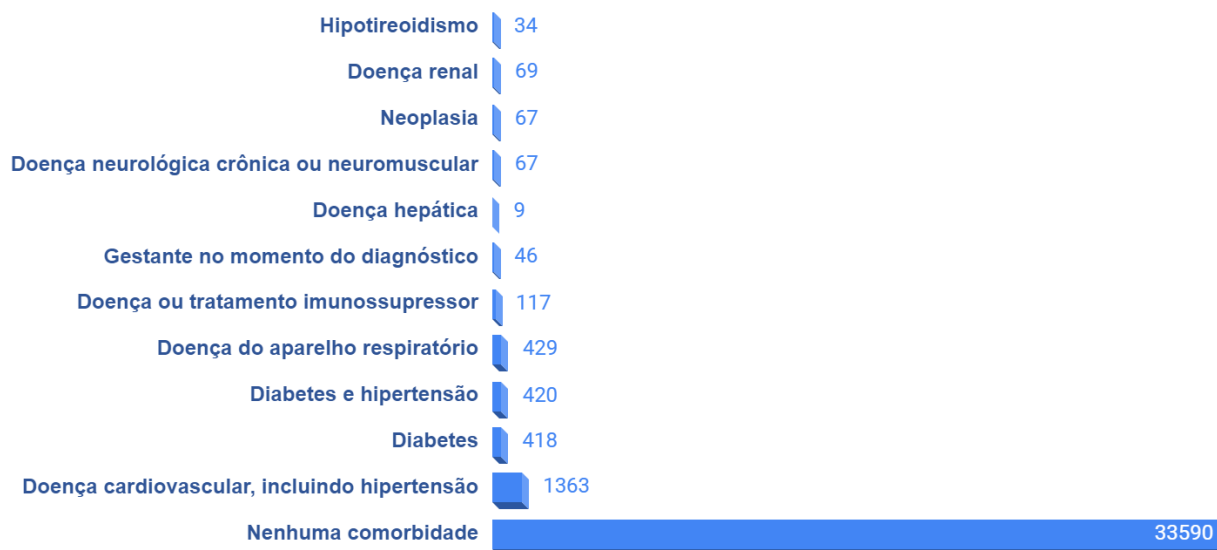 Hipotireoidismo 34
Doença renal 69
Neoplasia 67
Doença neurológica crônica ou neuromuscular 67
Doença hepática 9
Gestante no momento do diagnóstico 46
Doença ou tratamento imunossupressor 117
Doença do aparelho respiratório 429
Diabetes e hipertensão 420
Diabetes 418
Doença cardiovascular, incluindo hipertensão 1363
Nenhuma comorbidade 33590